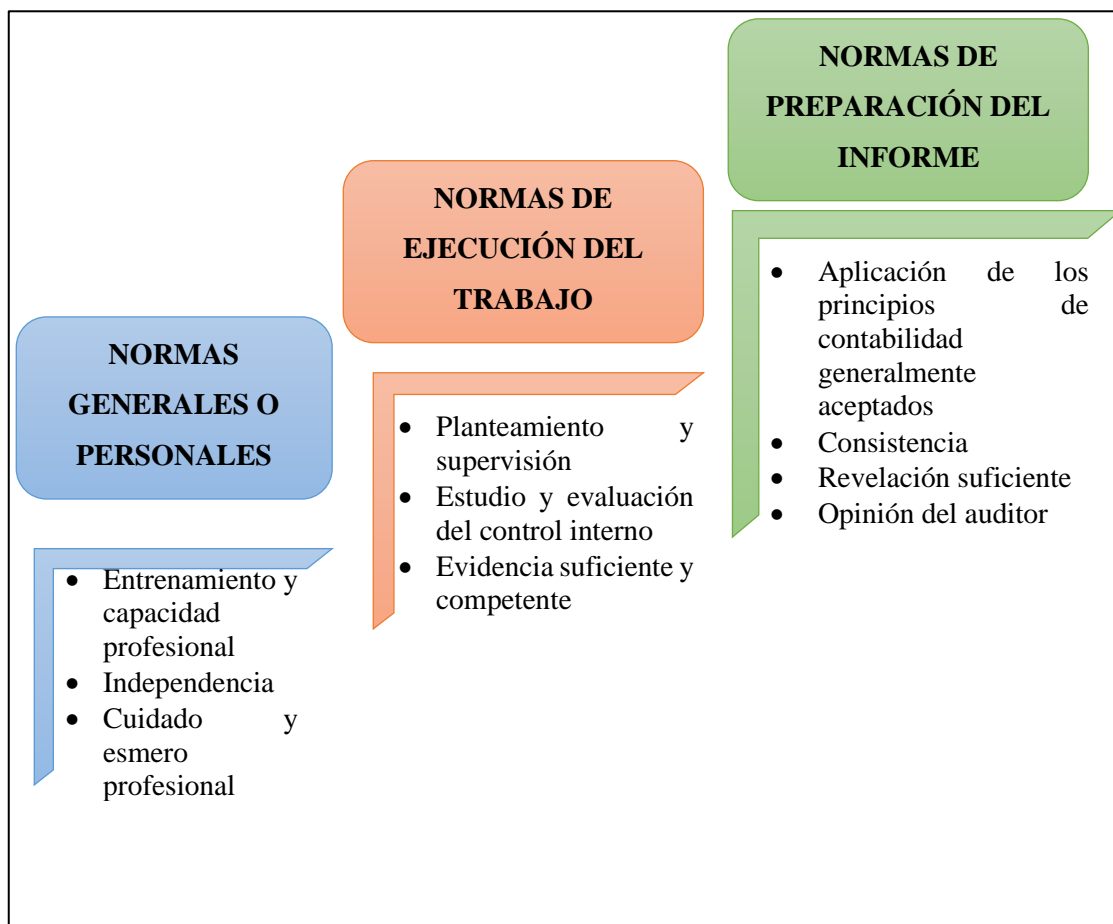 NORMAS
GENERALES O
PERSONALES
• Entrenamiento y
capacidad
profesional
• Independencia
• Cuidado y
esmero
profesional
NORMAS DE
EJECUCIÓN DEL
TRABAJO
• Planteamiento y
supervisión
• Estudio y evaluación
del control interno
• Evidencia suficiente y
competente
NORMAS DE
PREPARACIÓN DEL
INFORME
• Aplicación de los
principios de
contabilidad
generalmente
aceptados
• Consistencia
• Revelación suficiente
• Opinión del auditor